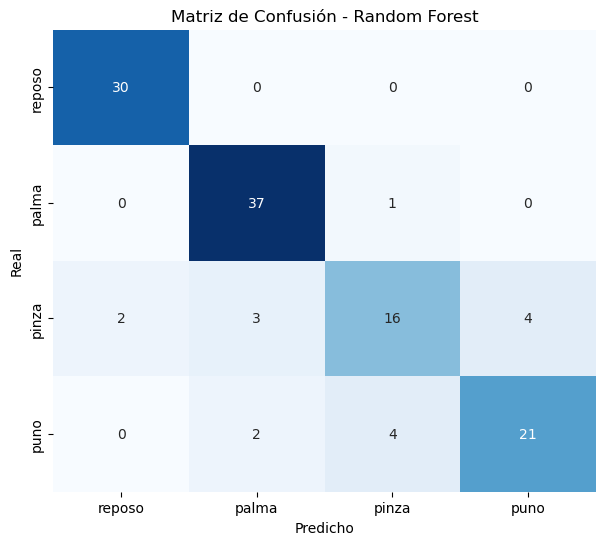 Matriz de Confusión - Random Forest
Real
reposo 30 0 0 0
palma 0 37 1 0
pinza 2 3 16 4
puno 0 2 4 21
reposo palma pinza puno
Predicho